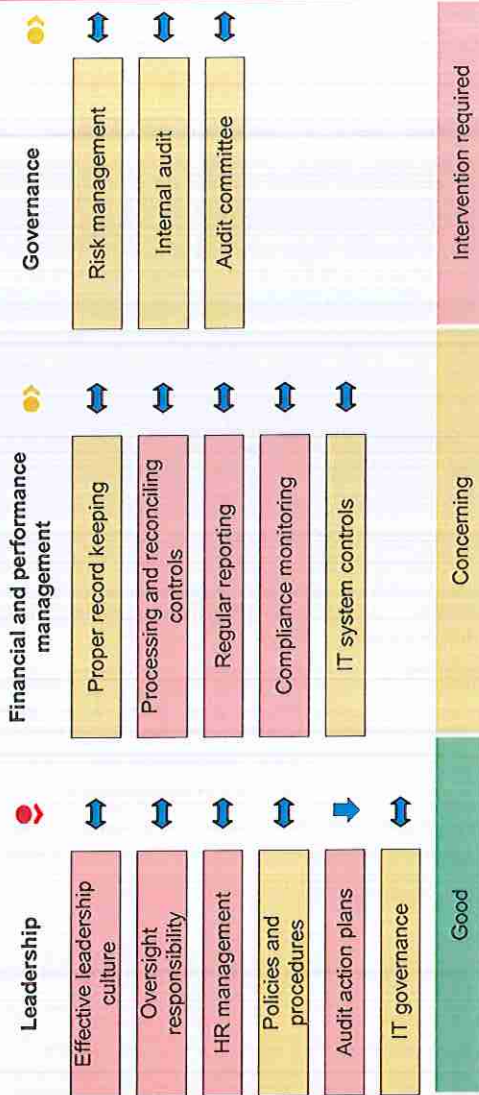 Leadership
Effective leadership
culture
Oversight
responsibility
HR management
Policies and
procedures
Audit action plans
IT governance
Financial and performance
management
Proper record keeping
Processing and reconciling
controls
Regular reporting
Compliance monitoring
IT system controls
Governance
Risk management
Internal audit
Audit committee
Good
Concerning
Intervention required